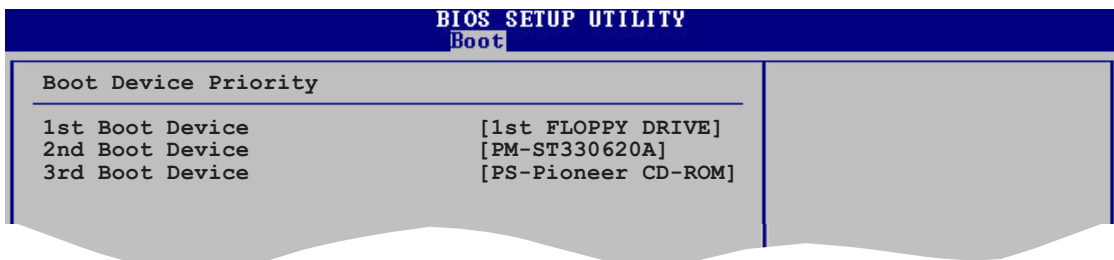 BIOS SETUP UTILITY
Boot
Boot Device Priority
1st Boot Device [1st FLOPPY DRIVE]
2nd Boot Device [PM-ST330620A]
3rd Boot Device [PS-Pioneer CD-ROM]